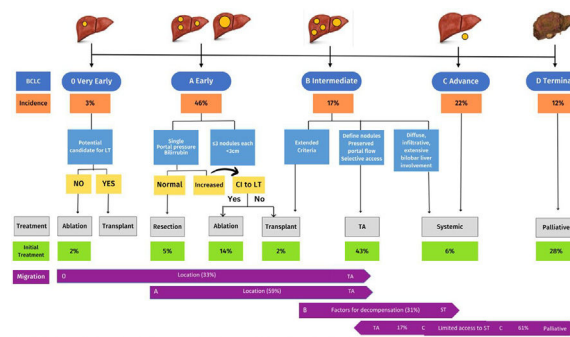 BCLC
0 Very Early
A Early
B Intermediate
C Advance
D Termina
Incidence
3%
46%
17%
22%
12%
Potential
candidate for LT
Single
Portal pressure
Bilirrubin
≤3 nodules each
<3cm
Extended
Criteria
Define nodules
Preserved
portal flow
Selective access
Diffuse,
infiltrative,
extensive
bilobar liver
involvement
NO
YES
Normal
Increased
CI to LT
Yes
No
Treatment
Ablation
Transplant
Resection
Ablation
Transplant
TA
Systemic
Palliative
Initial
Treatment
2%
5%
14%
2%
43%
6%
28%
Migration
0
Location (33%)
TA
A
Location (59%)
TA
B
Factors for decompensation (31%)
ST
TA
17%
C
Limited access to ST
C
61%
Palliative